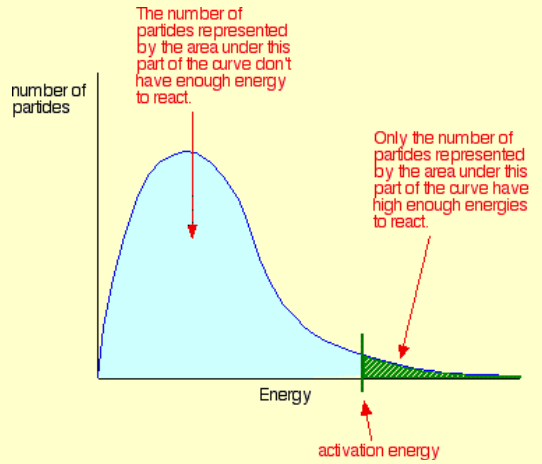 The number of
particles represented
by the area under this
part of the curve don't
have enough energy
to react.
number of
particles
Only the number of
particles represented
by the area under this
part of the curve have
high enough energies
to react.
Energy
activation energy